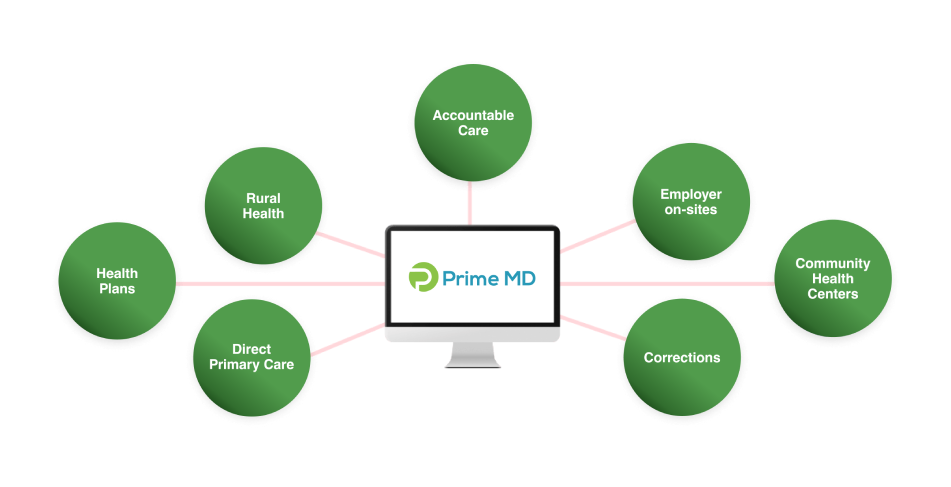 Accountable
Care
Rural
Health
Employer
on-sites
Health
Plans
Prime MD
Community
Health
Centers
Direct
Primary Care
Corrections